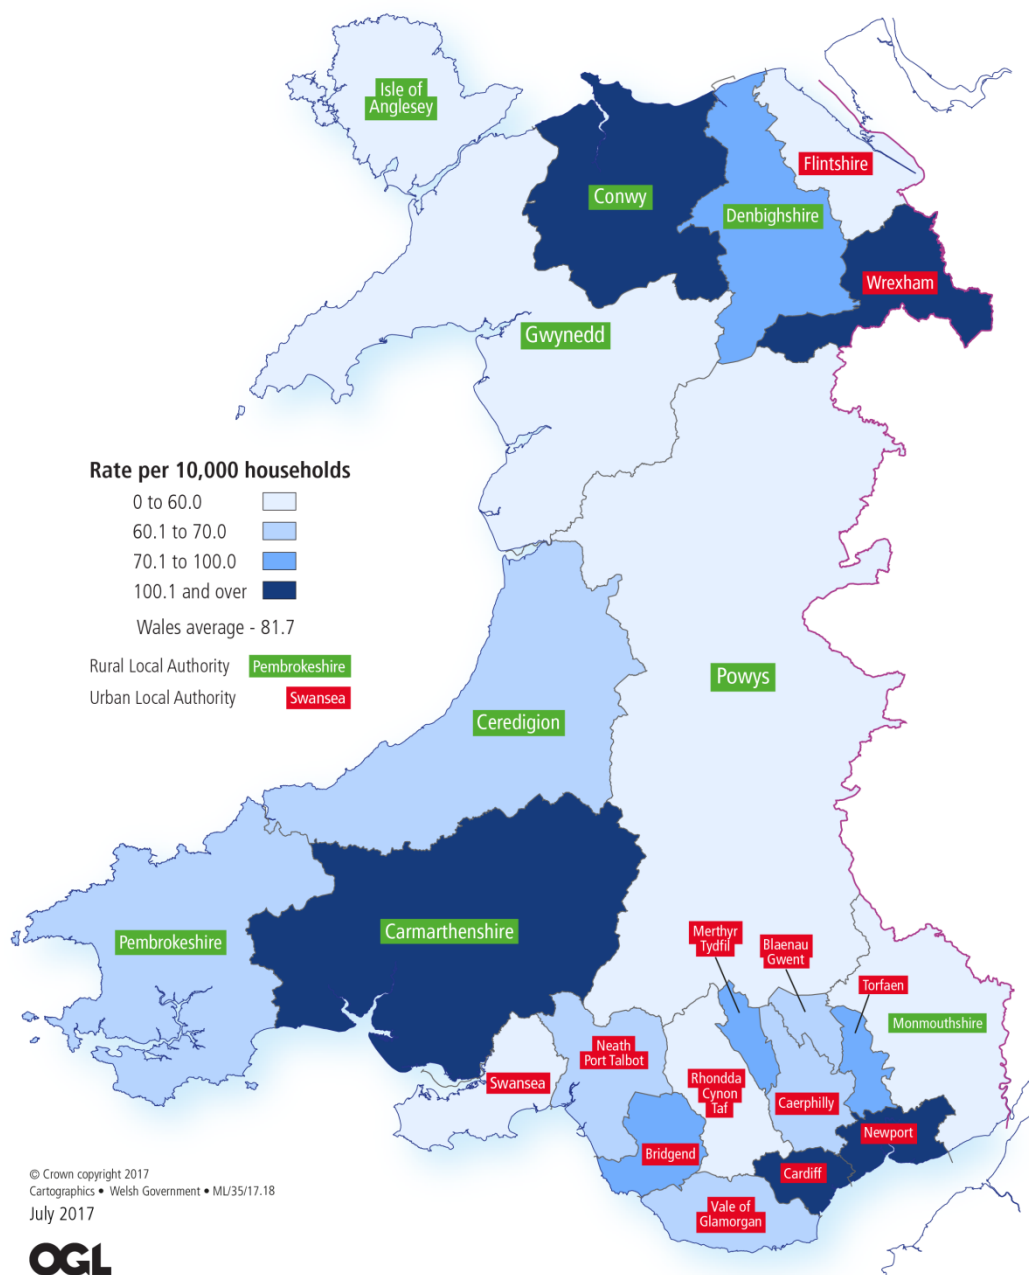 Isle of
Anglesey
Flintshire
Conwy
Denbighshire
Wrexham
Gwynedd
Rate per 10,000 households
0 to 60.0
60.1 to 70.0
70.1 to 100.0
100.1 and over
Wales average - 81.7
Rural Local Authority Pembrokeshire
Urban Local Authority Swansea
Powys
Ceredigion
Carmarthenshire
Pembrokeshire
Merthyr
Tydfil
Blaenau
Gwent
Torfaen
Monmouthshire
Neath
Port Talbot
Swansea
Rhondda
Cynon
Taf
Caerphilly
Newport
Bridgend
Cardiff
Vale of
Glamorgan
© Crown copyright 2017
Cartographics • Welsh Government • ML/35/17.18
July 2017
OGL